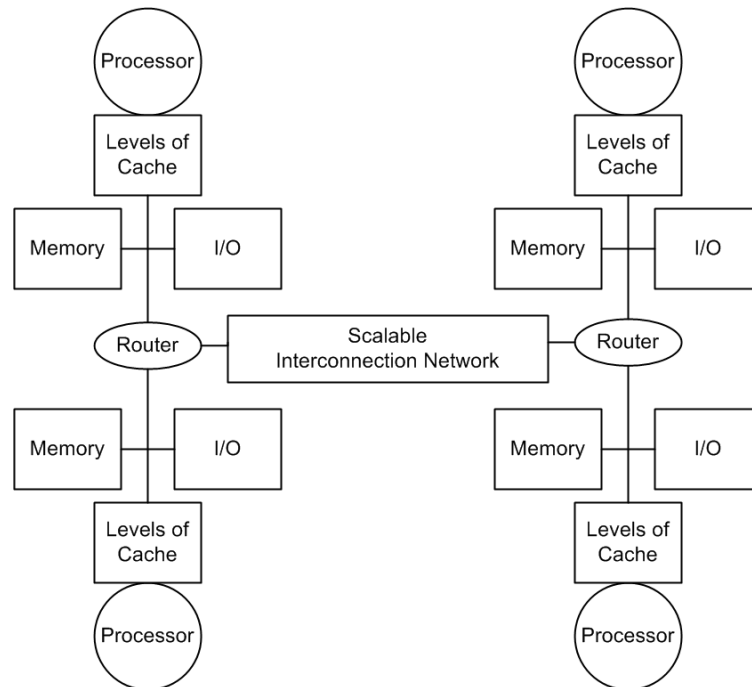 Processor
Processor
Levels of
Cache
Levels of
Cache
Memory
I/O
Memory
I/O
Router
Scalable
Interconnection Network
Router
Memory
I/O
Memory
I/O
Levels of
Cache
Levels of
Cache
Processor
Processor